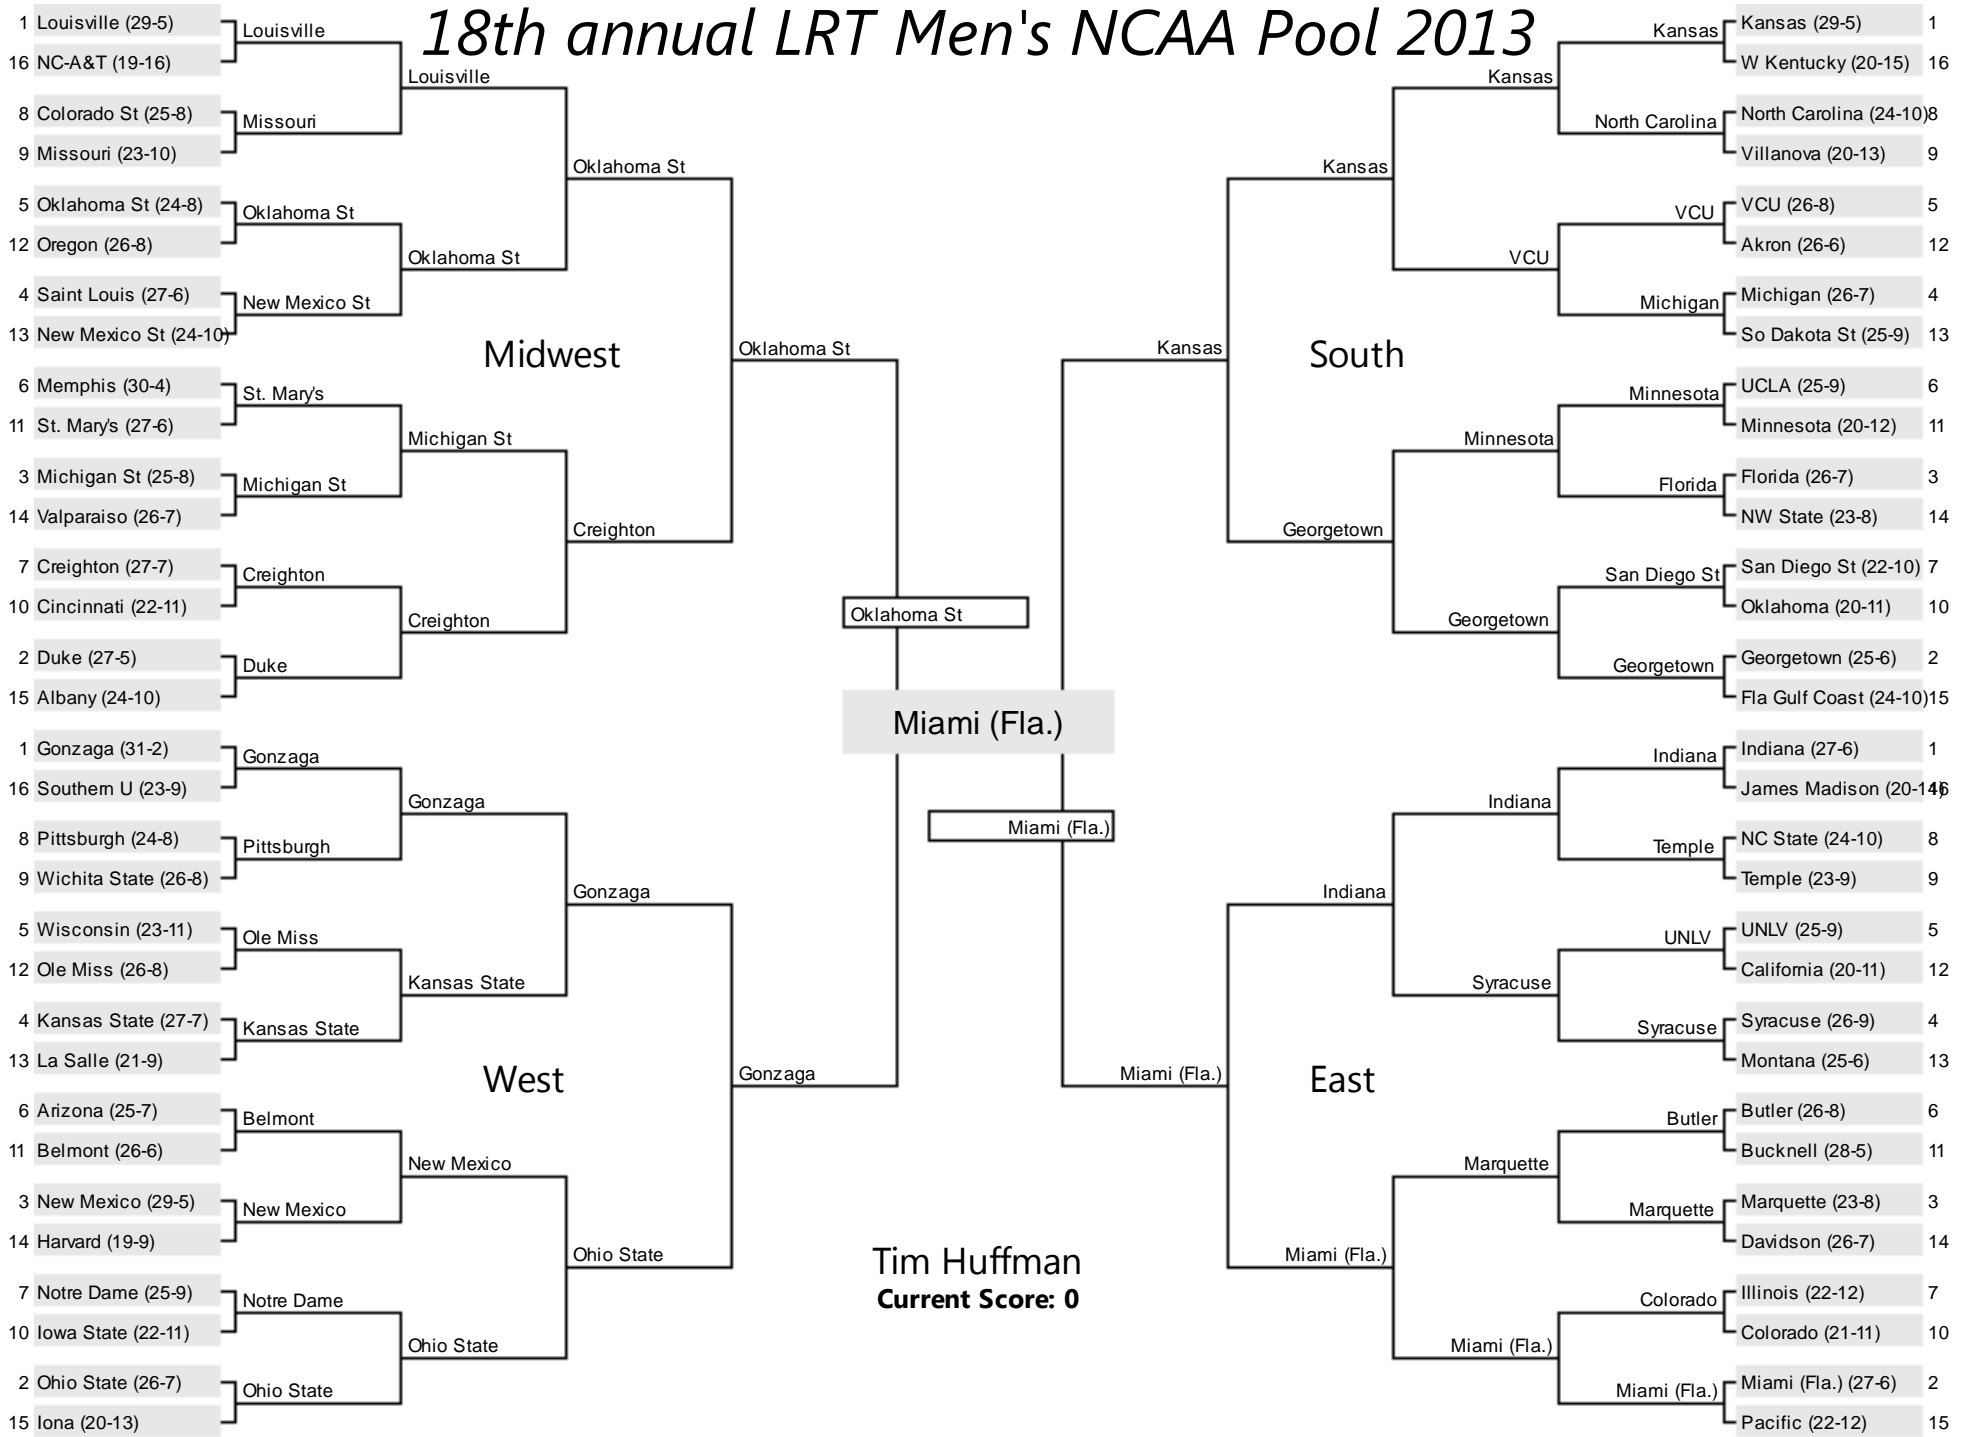 18th annual LRT Men's NCAA Pool 2013
1 Louisville (29-5)
16 NC-A&T (19-16)
8 Colorado St (25-8)
9 Missouri (23-10)
5 Oklahoma St (24-8)
12 Oregon (26-8)
4 Saint Louis (27-6)
13 New Mexico St (24-10)
6 Memphis (30-4)
11 St. Mary's (27-6)
3 Michigan St (25-8)
14 Valparaiso (26-7)
7 Creighton (27-7)
10 Cincinnati (22-11)
2 Duke (27-5)
15 Albany (24-10)
Louisville
Missouri
Oklahoma St
New Mexico St
St. Mary's
Michigan St
Creighton
Duke
Louisville
Oklahoma St
Michigan St
Creighton
Oklahoma St
Creighton
Midwest
Oklahoma St
1 Gonzaga (31-2)
16 Southern U (23-9)
8 Pittsburgh (24-8)
9 Wichita State (26-8)
5 Wisconsin (23-11)
12 Ole Miss (26-8)
4 Kansas State (27-7)
13 La Salle (21-9)
6 Arizona (25-7)
11 Belmont (26-6)
3 New Mexico (29-5)
14 Harvard (19-9)
7 Notre Dame (25-9)
10 Iowa State (22-11)
2 Ohio State (26-7)
15 Iona (20-13)
Gonzaga
Pittsburgh
Ole Miss
Kansas State
Belmont
New Mexico
Notre Dame
Ohio State
Gonzaga
Kansas State
New Mexico
Ohio State
Gonzaga
Ohio State
West
Gonzaga
Oklahoma St
Miami (Fla.)
Miami (Fla.)
Tim Huffman
Current Score: 0
Kansas
South
Kansas
Georgetown
Kansas
VCU
Minnesota
Georgetown
Kansas
North Carolina
VCU
Michigan
Minnesota
Florida
San Diego St
Georgetown
Kansas (29-5) 1
W Kentucky (20-15) 16
North Carolina (24-10) 8
Villanova (20-13) 9
VCU (26-8) 5
Akron (26-6) 12
Michigan (26-7) 4
So Dakota St (25-9) 13
UCLA (25-9) 6
Minnesota (20-12) 11
Florida (26-7) 3
NW State (23-8) 14
San Diego St (22-10) 7
Oklahoma (20-11) 10
Georgetown (25-6) 2
Fla Gulf Coast (24-10) 15
Miami (Fla.)
East
Indiana
Miami (Fla.)
Indiana
Syracuse
Marquette
Miami (Fla.)
Indiana
Temple
UNLV
Syracuse
Butler
Marquette
Colorado
Miami (Fla.)
Indiana (27-6) 1
James Madison (20-14) 16
NC State (24-10) 8
Temple (23-9) 9
UNLV (25-9) 5
California (20-11) 12
Syracuse (26-9) 4
Montana (25-6) 13
Butler (26-8) 6
Bucknell (28-5) 11
Marquette (23-8) 3
Davidson (26-7) 14
Illinois (22-12) 7
Colorado (21-11) 10
Miami (Fla.) (27-6) 2
Pacific (22-12) 15